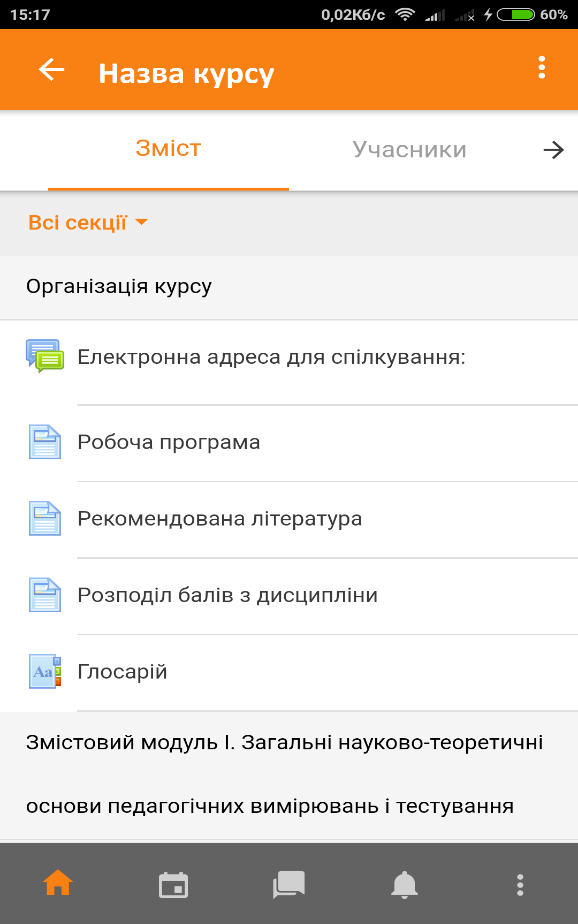 15:17 0,02Кб/с 60%
Назва курсу
Зміст Учасники
Всі секції
Організація курсу
Електронна адреса для спілкування:
Робоча програма
Рекомендована література
Розподіл балів з дисципліни
Aa Глосарій
Змістовий модуль І. Загальні науково-теоретичні
основи педагогічних вимірювань і тестування